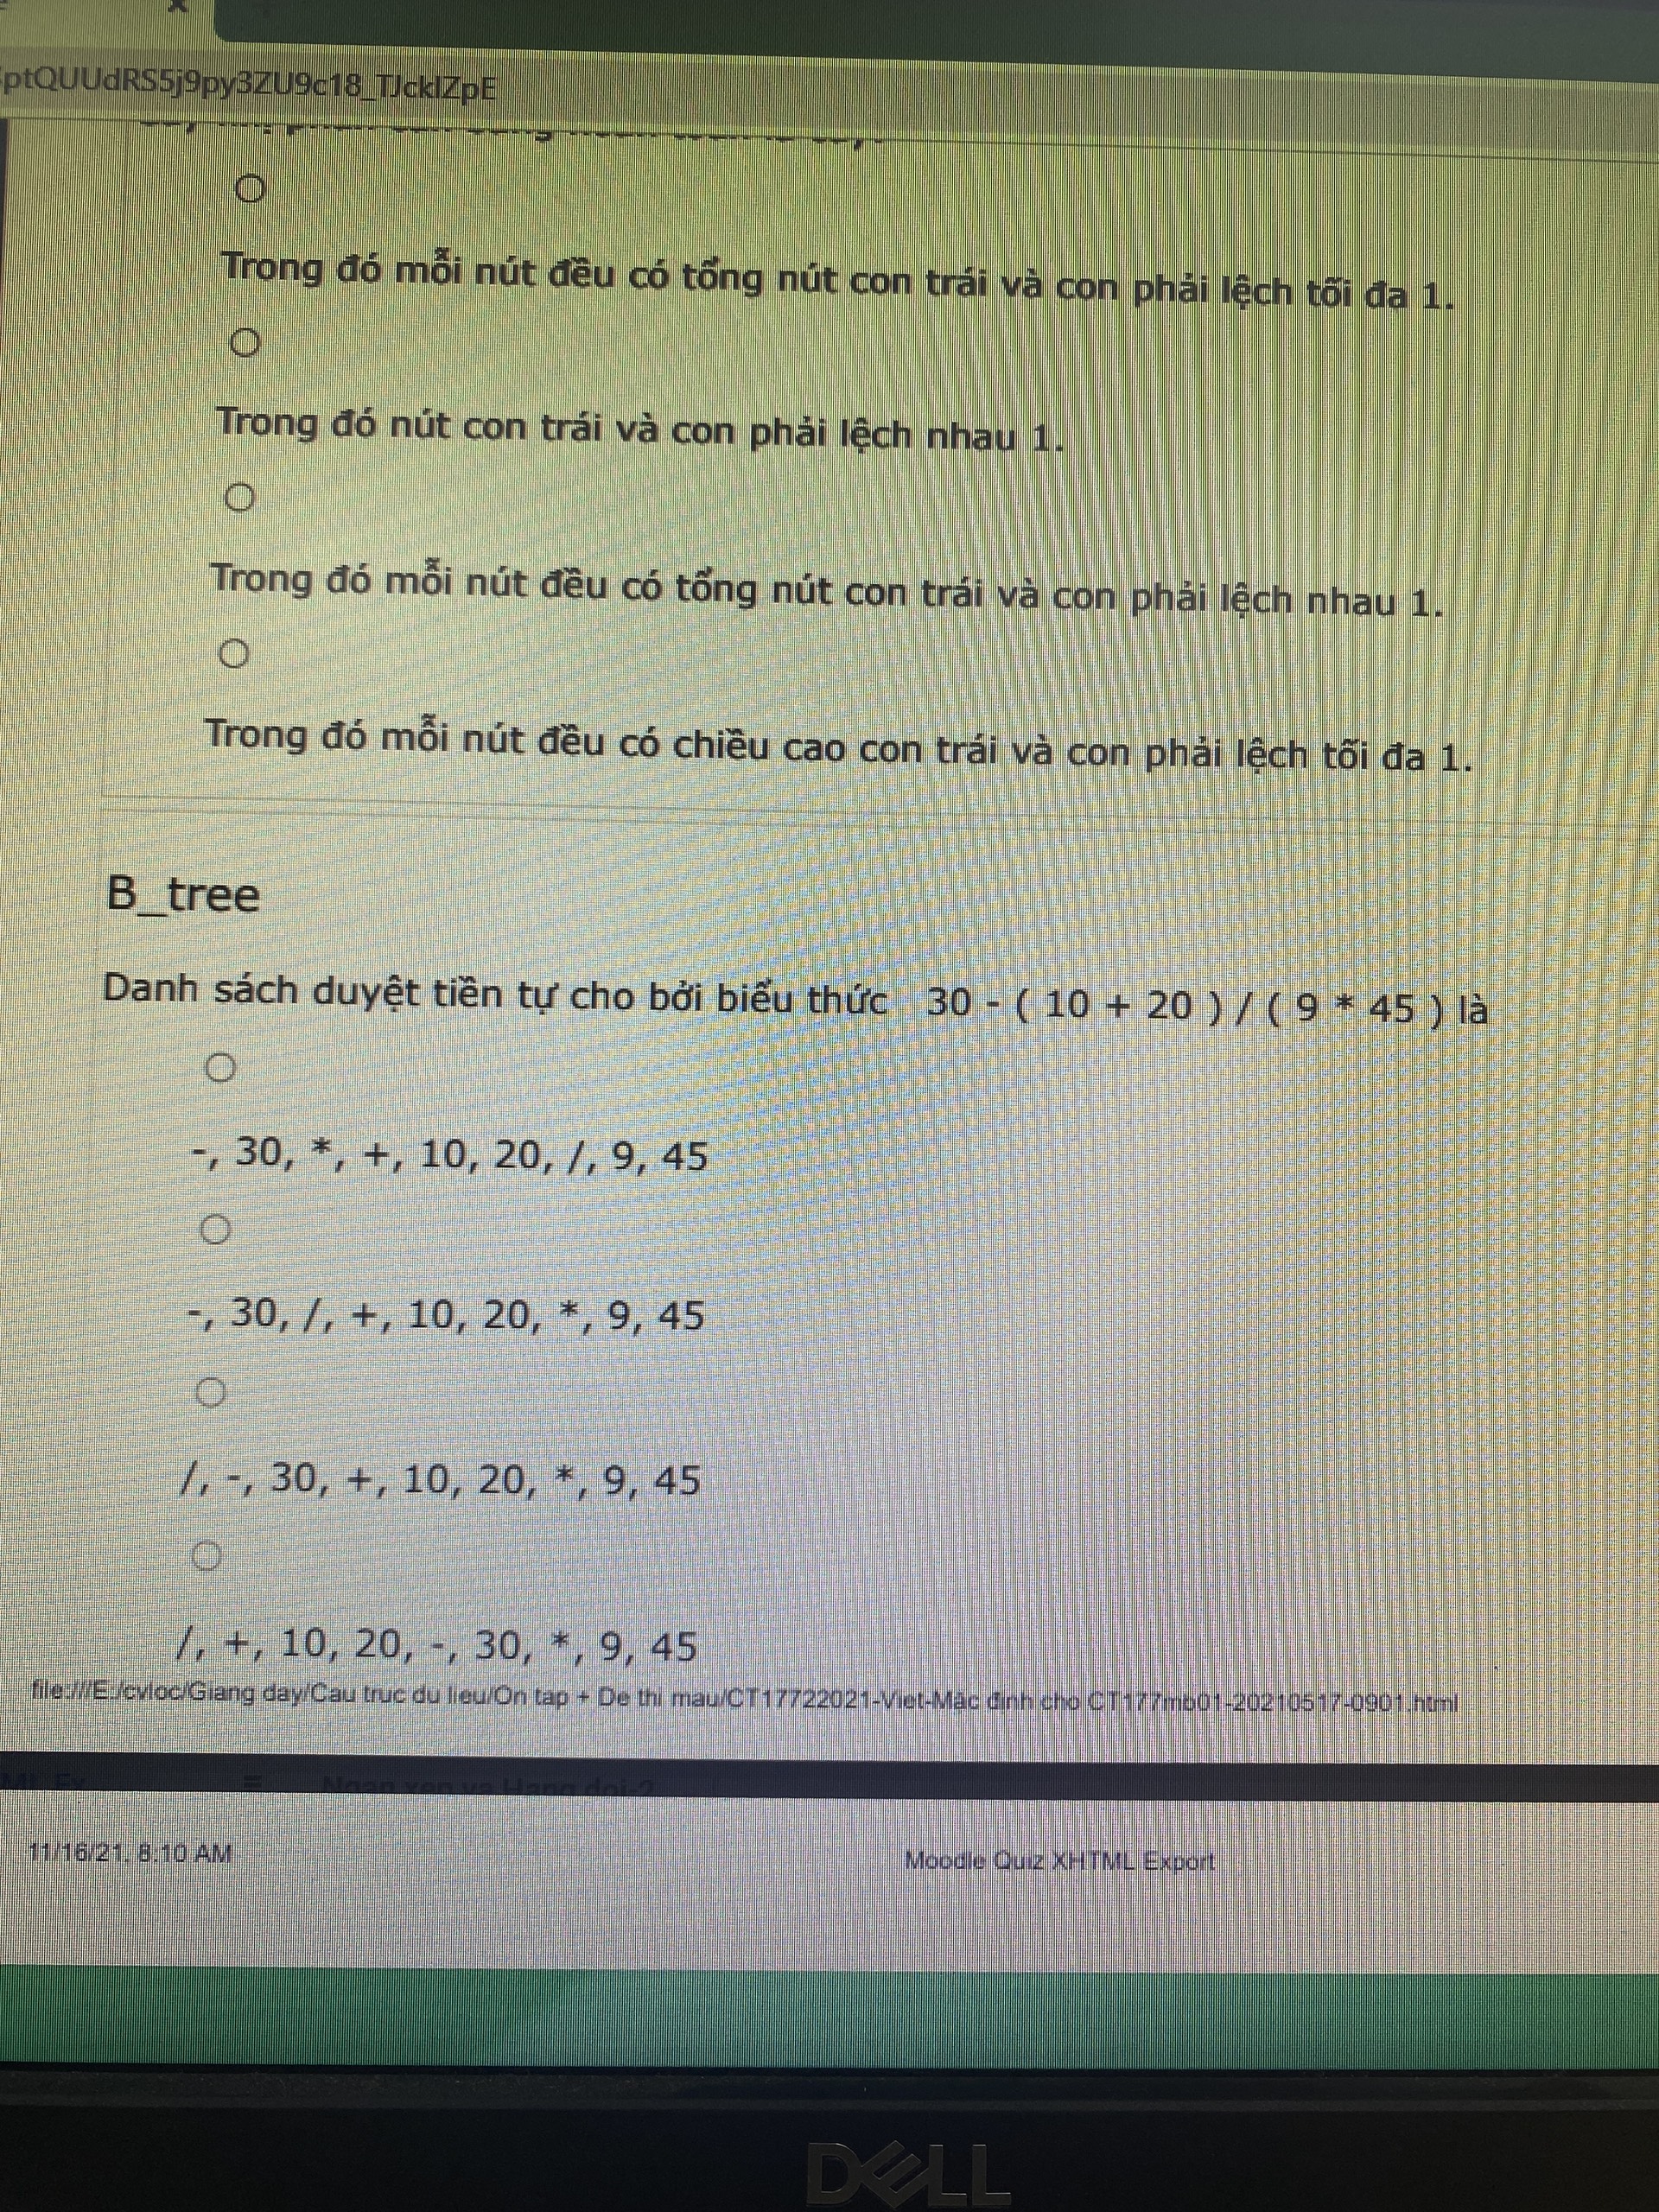 ptQUUdRS5j9py3ZU9c18_TJcklZpE
Trong đó mỗi nút đều có tổng nút con trái và con phải lệch tối đa 1.
Trong đó nút con trái và con phải lệch nhau 1.
Trong đó mỗi nút đều có tổng nút con trái và con phải lệch nhau 1.
Trong đó mỗi nút đều có chiều cao con trái và con phải lệch tối đa 1.
B_tree
Danh sách duyệt tiền tự cho bởi biểu thức 30 - ( 10 + 20 ) / ( 9 * 45 ) là
-, 30, *, +, 10, 20, /, 9, 45
-, 30, /, +, 10, 20, *, 9, 45
/, -, 30, +, 10, 20, *, 9, 45
/, +, 10, 20, -, 30, *, 9, 45
file:///E:/cvloc/Giang day/Cau truc du lieu/On tap + De thi mau/CT17722021-Viet-Mặc định cho CT177mb01-20210517-0901.html
Ngan xep va Hang doi-2
11/16/21, 8:10 AM
Moodle Quiz XHTML Export
DELL